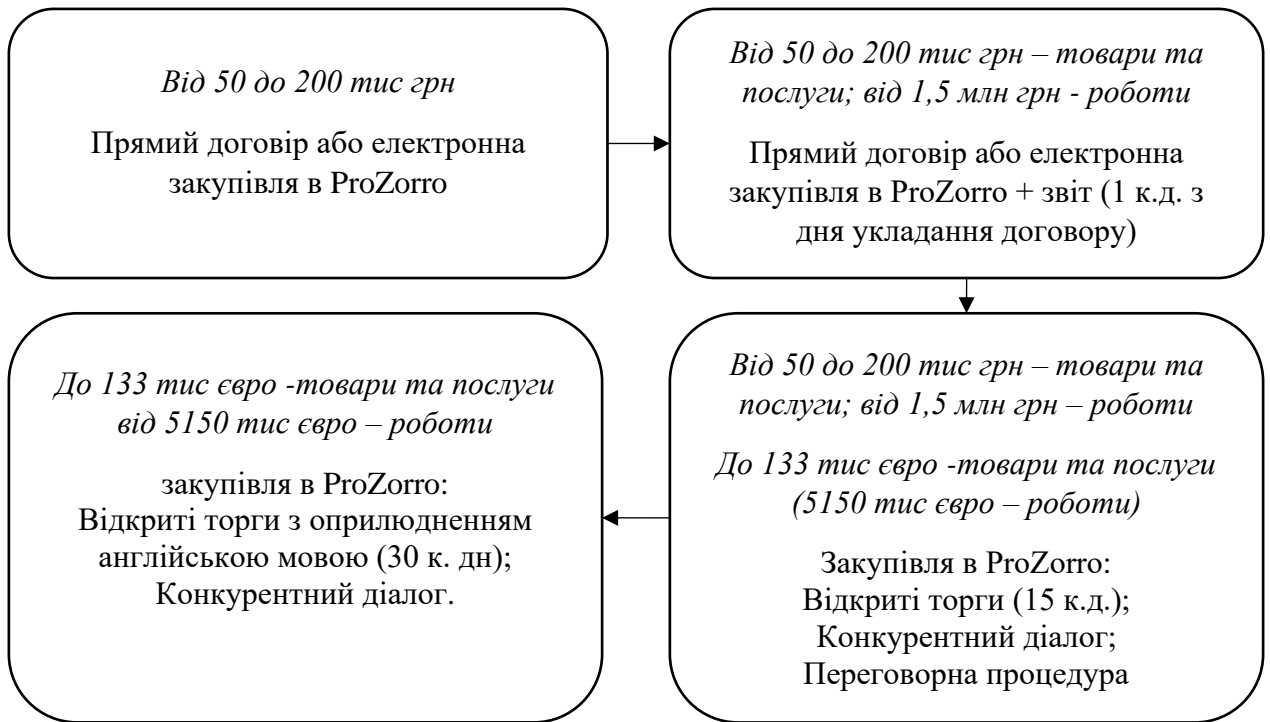 Від 50 до 200 тис грн
Прямий договір або електронна
закупівля в ProZorro
Від 50 до 200 тис грн – товари та
послуги; від 1,5 млн грн - роботи
Прямий договір або електронна
закупівля в ProZorro + звіт (1 к.д. з
дня укладання договору)
Від 50 до 200 тис грн – товари та
послуги; від 1,5 млн грн – роботи
До 133 тис євро -товари та послуги
(5150 тис євро – роботи)
Закупівля в ProZorro:
Відкриті торги (15 к.д.);
Конкурентний діалог;
Переговорна процедура
До 133 тис євро -товари та послуги
від 5150 тис євро – роботи
закупівля в ProZorro:
Відкриті торги з оприлюдненням
англійською мовою (30 к. дн);
Конкурентний діалог.